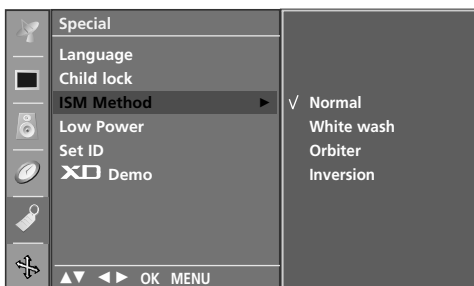 Special
Language
Child lock
ISM Method ►
Low Power
Set ID
XD Demo
√ Normal
White wash
Orbiter
Inversion
▲▼ ◄► OK MENU